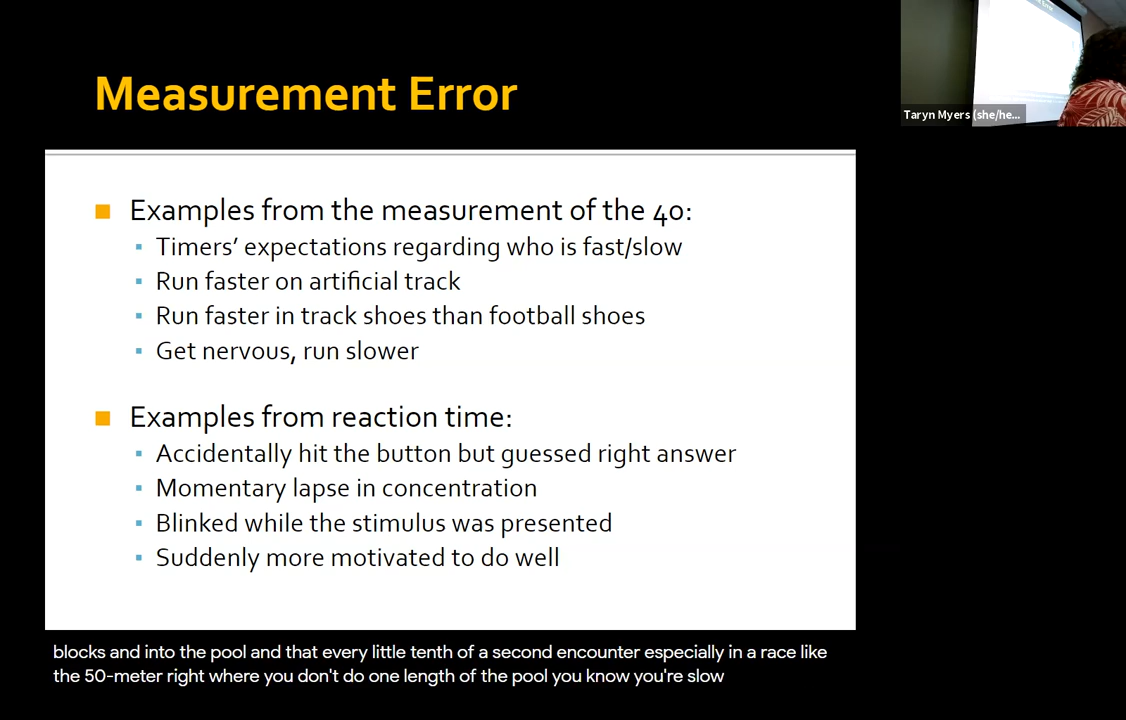 Measurement Error
Taryn Myers (she/he...
Examples from the measurement of the 40:
Timers’ expectations regarding who is fast/slow
Run faster on artificial track
Run faster in track shoes than football shoes
Get nervous, run slower
Examples from reaction time:
Accidentally hit the button but guessed right answer
Momentary lapse in concentration
Blinked while the stimulus was presented
Suddenly more motivated to do well
blocks and into the pool and that every little tenth of a second encounter especially in a race like
the 50-meter right where you don't do one length of the pool you know you're slow